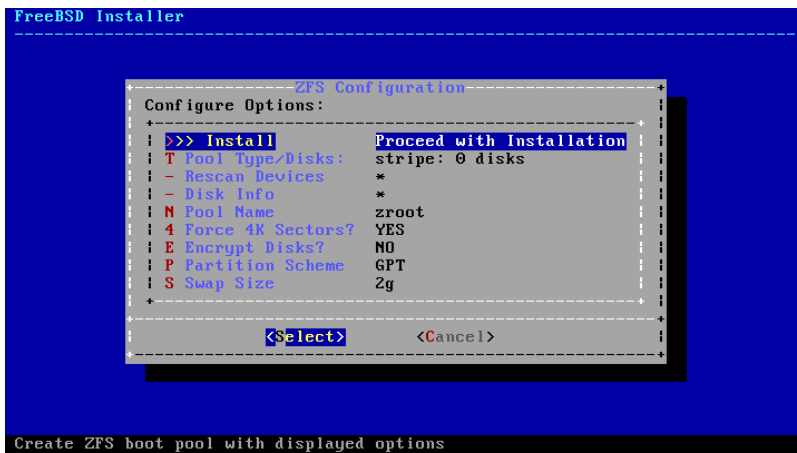 FreeBSD Installer
ZFS Configuration
Configure Options:
>>> Install Proceed with Installation
T Pool Type/Disks: stripe: 0 disks
- Rescan Devices *
- Disk Info *
N Pool Name zroot
4 Force 4K Sectors? YES
E Encrypt Disks? NO
P Partition Scheme GPT
S Swap Size 2g
<Select> <Cancel>
Create ZFS boot pool with displayed options